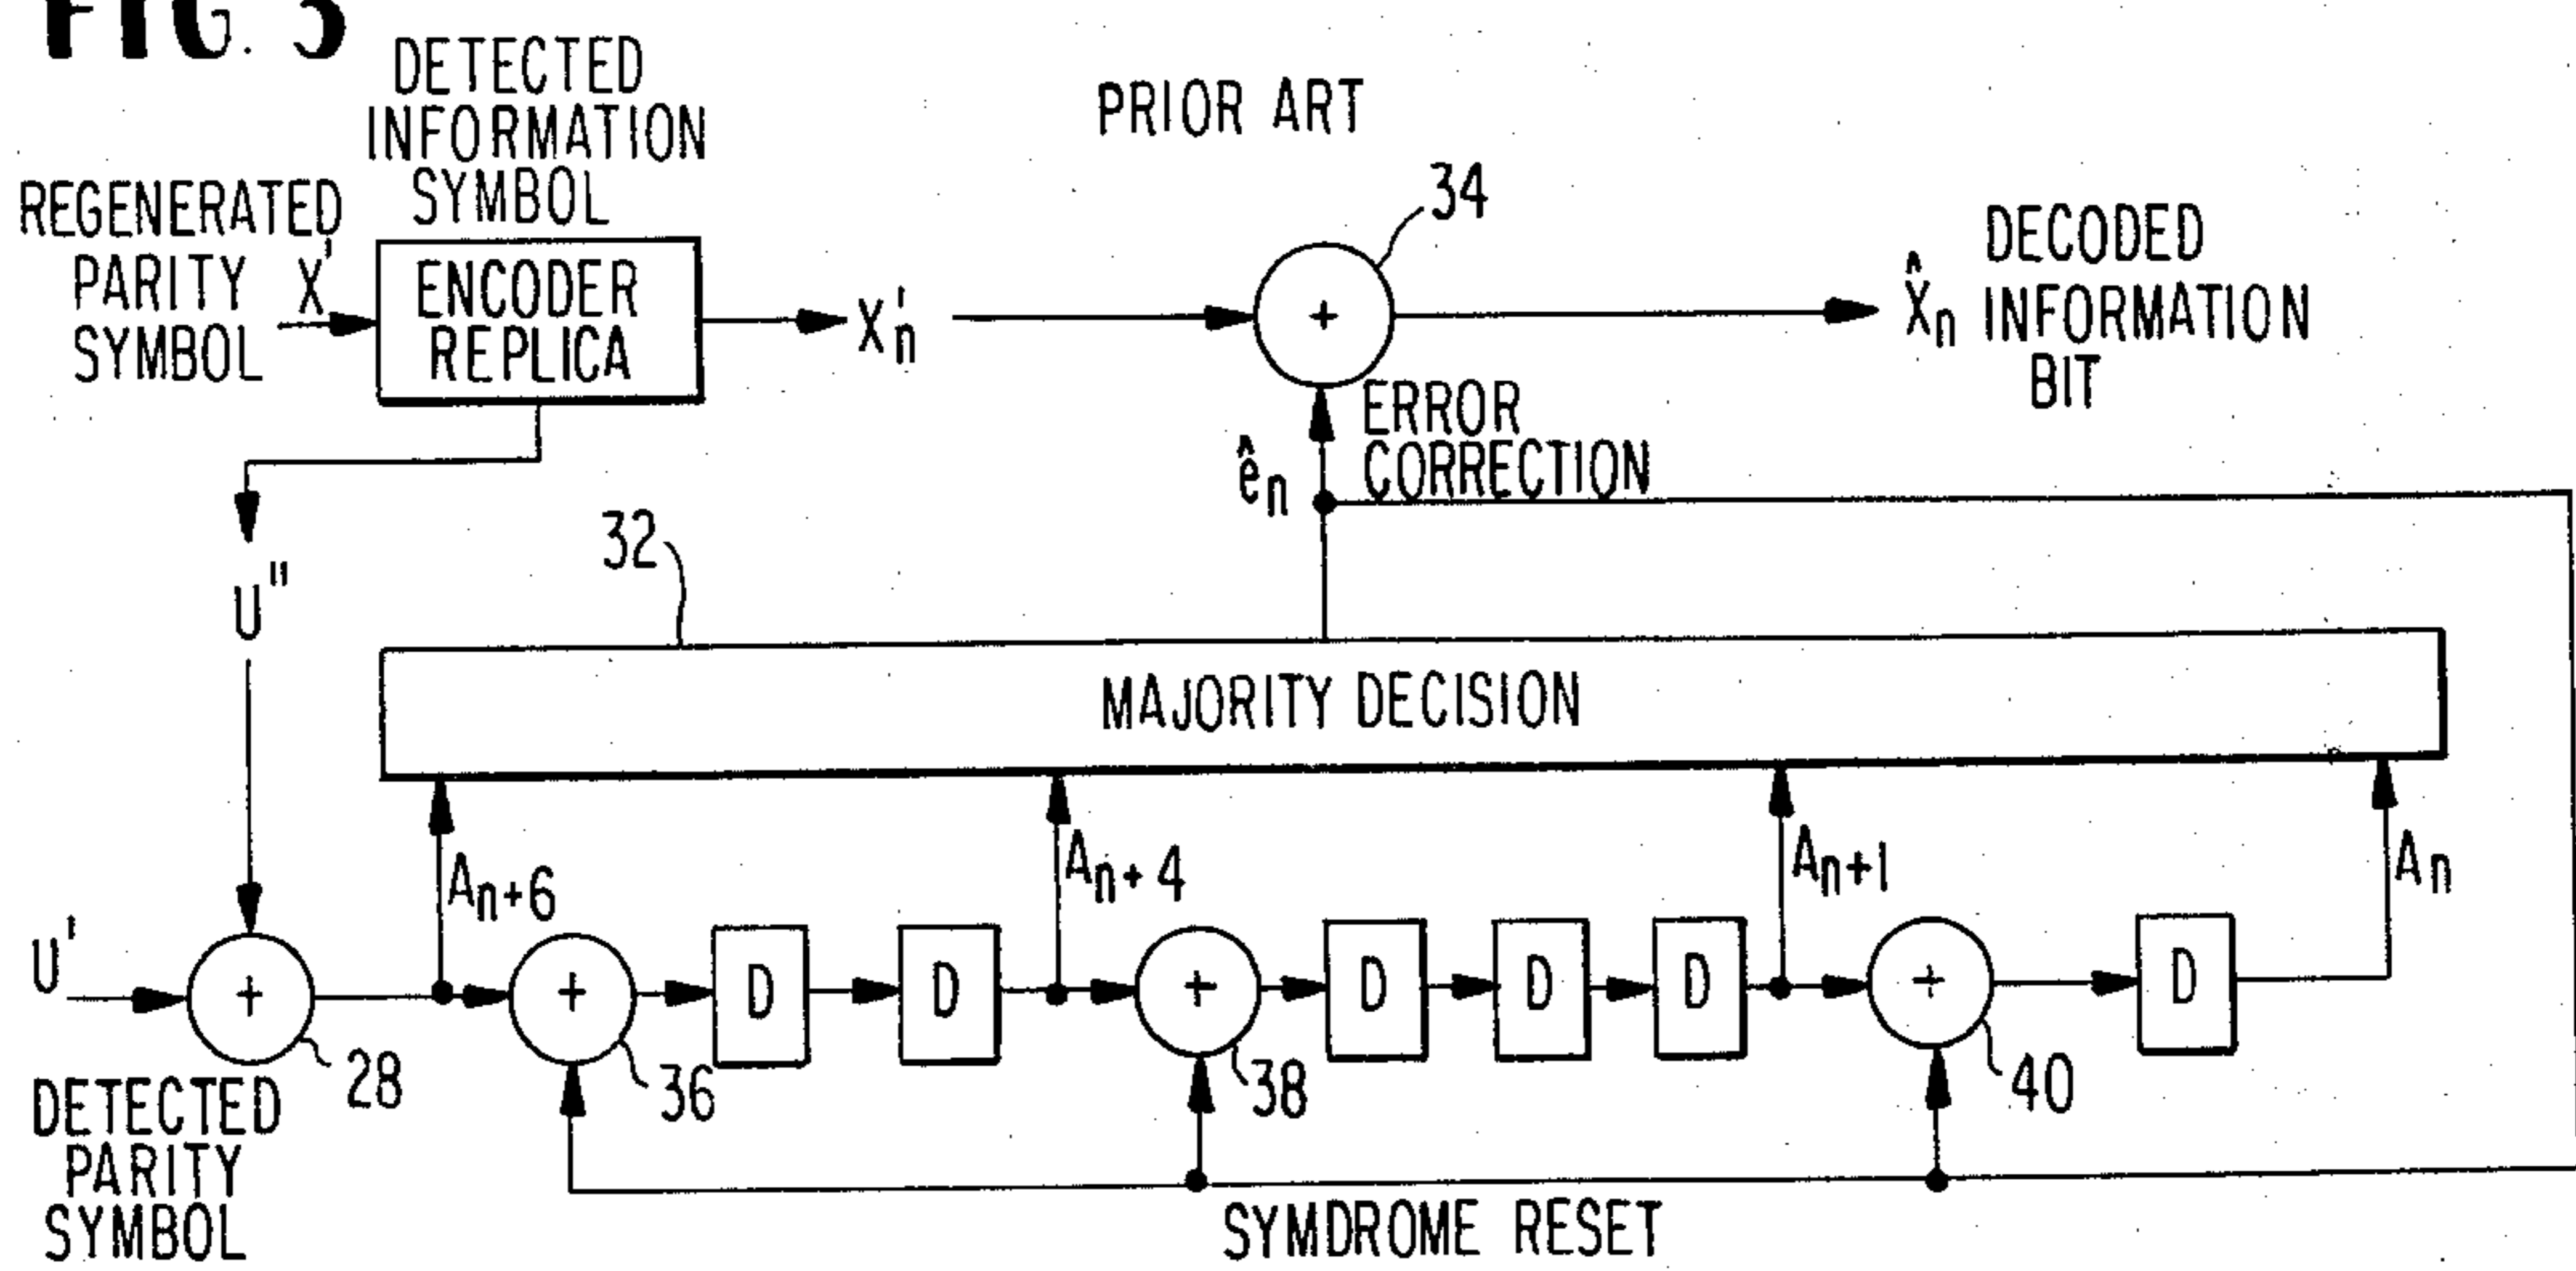 FIG. 3
DETECTED
INFORMATION
SYMBOL
PRIOR ART
REGENERATED
PARITY
SYMBOL
X'
ENCODER
REPLICA
X'n
34
X̂n
DECODED
INFORMATION
BIT
ERROR
CORRECTION
ên
32
U"
MAJORITY DECISION
An+6
An+4
An+1
An
U'
+
+
D
D
+
D
D
D
+
D
28
36
38
40
DETECTED
PARITY
SYMBOL
SYMDROME RESET